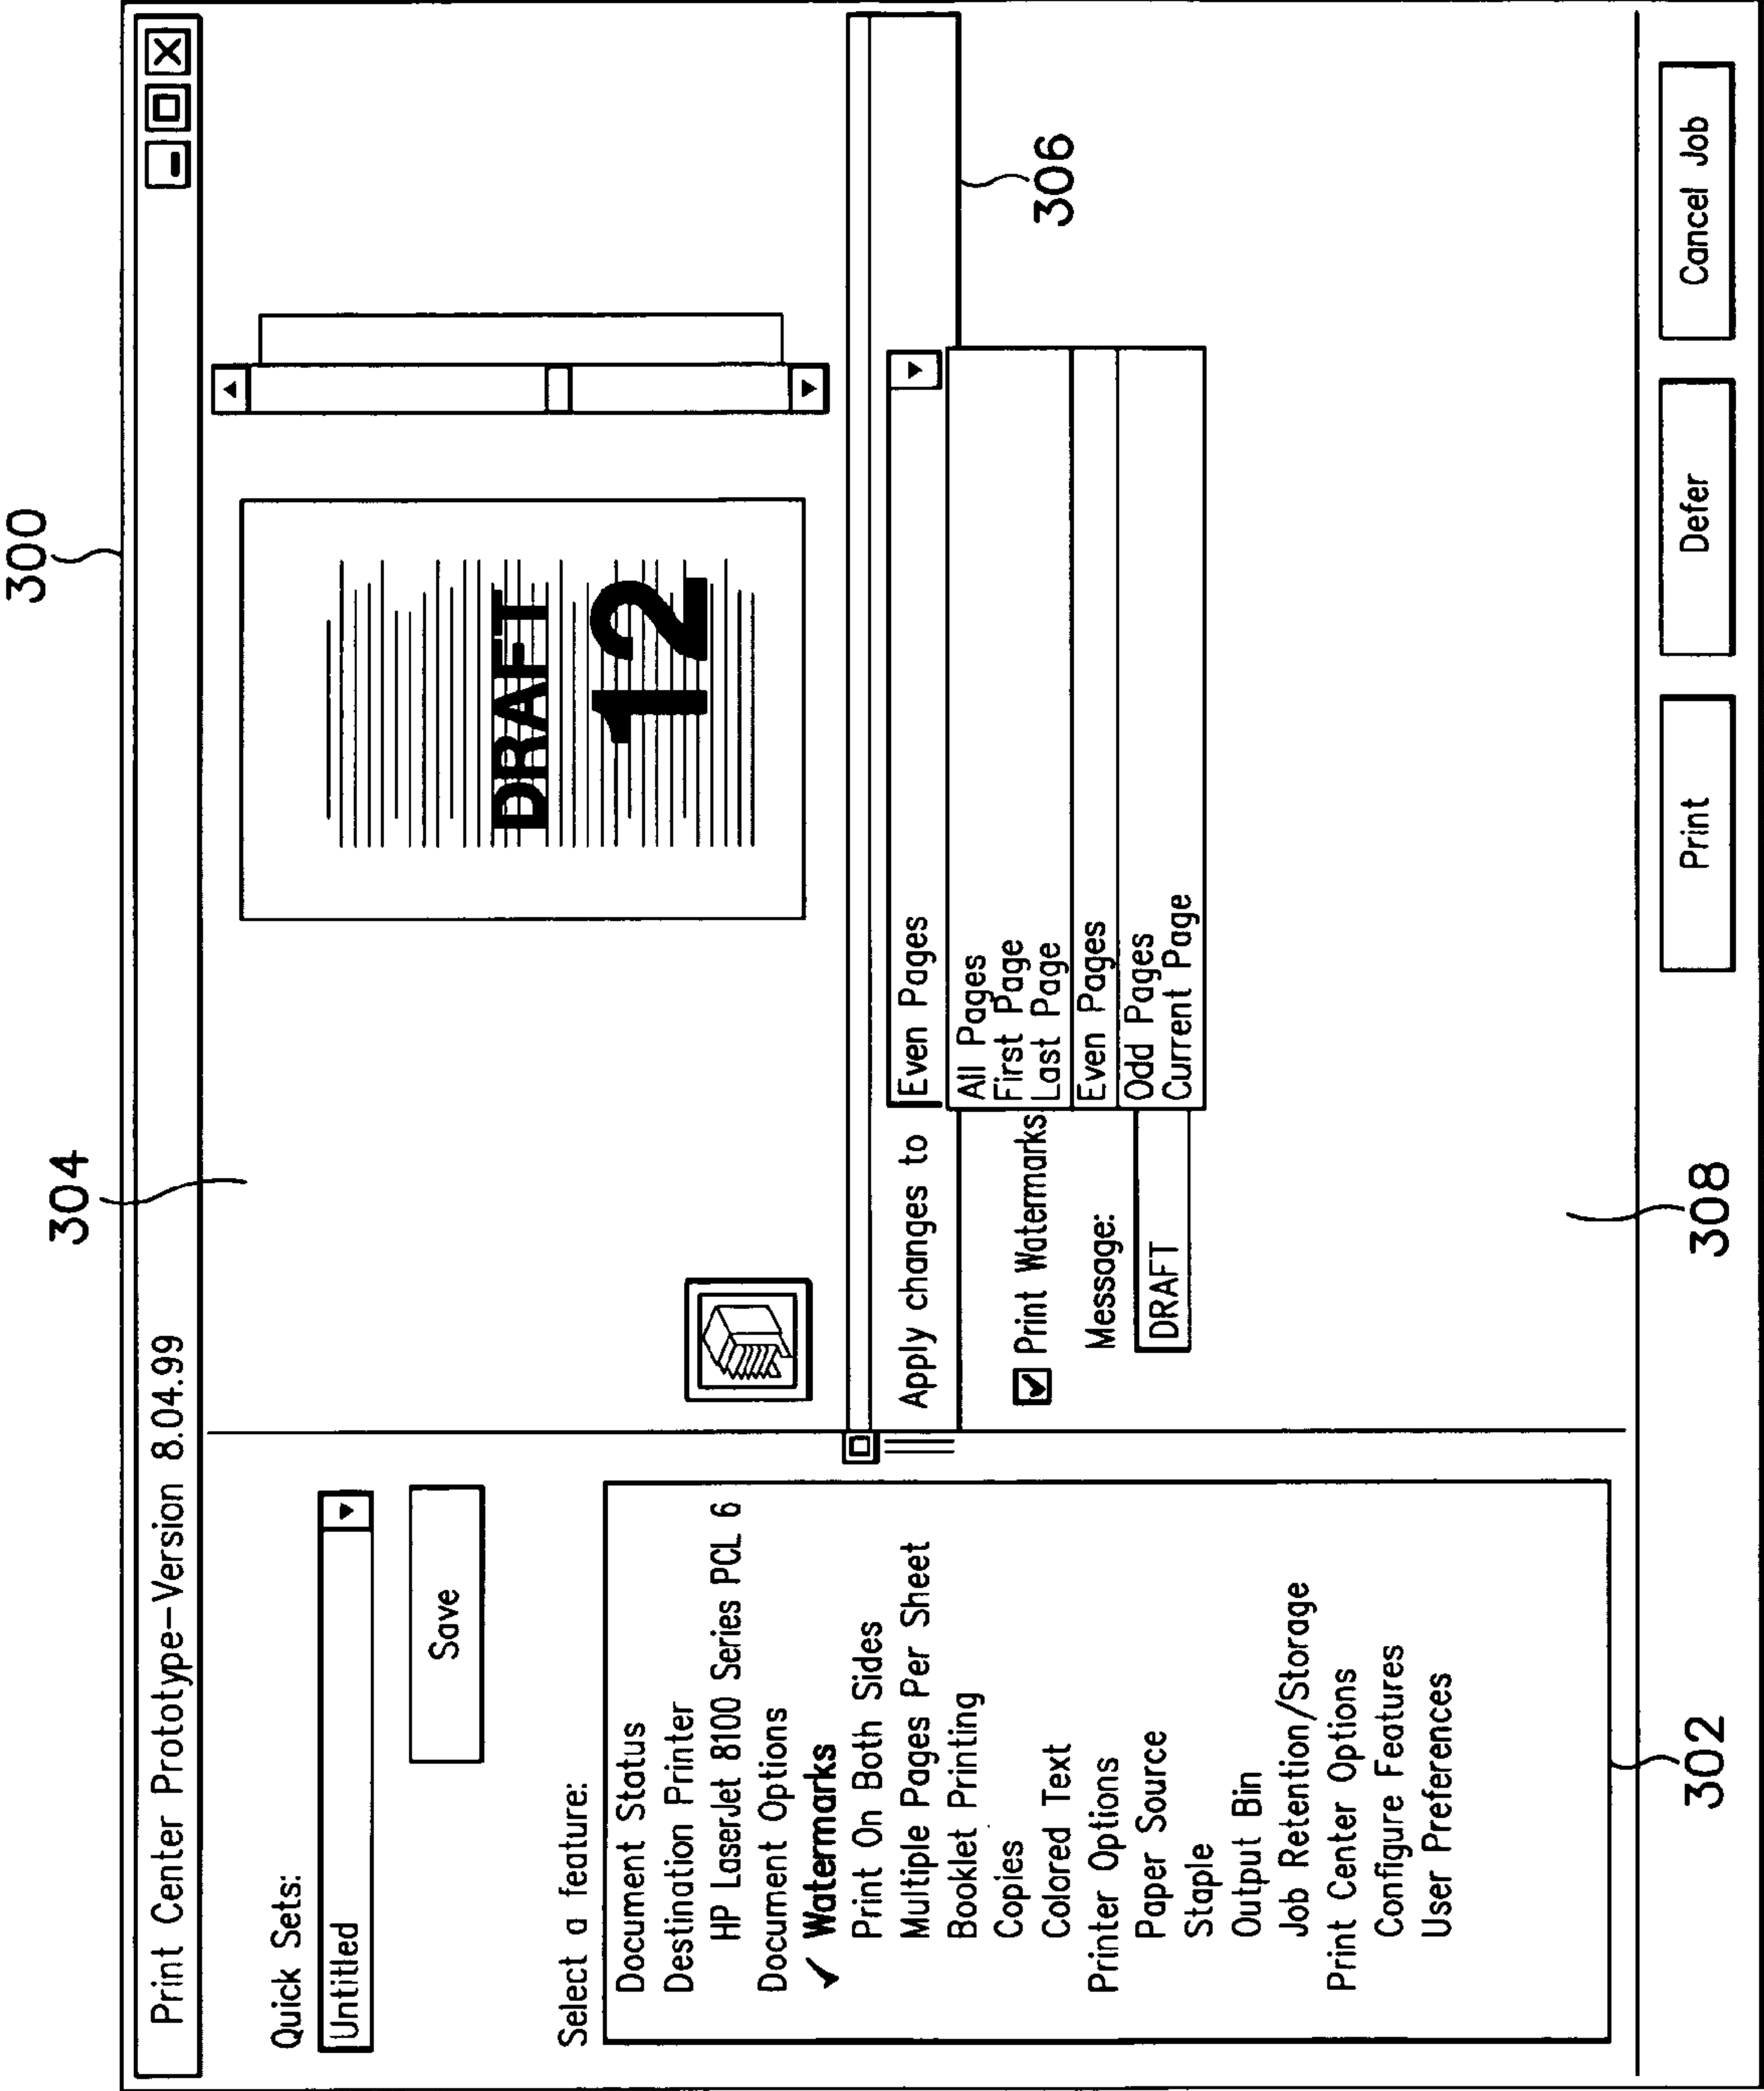 300
304
Print Center Prototype-Version 8.04.99
Quick Sets:
Untitled
Save
Select a feature:
Document Status
Destination Printer
HP LaserJet 8100 Series PCL 6
Document Options
✓ Watermarks
Print On Both Sides
Multiple Pages Per Sheet
Booklet Printing
Copies
Colored Text
Printer Options
Paper Source
Staple
Output Bin
Job Retention/Storage
Print Center Options
Configure Features
User Preferences
302
DRAFT
12
Apply changes to
Even Pages
All Pages
First Page
Last Page
Even Pages
Odd Pages
Current Page
306
Print Watermarks
Message:
DRAFT
308
Print
Defer
Cancel Job